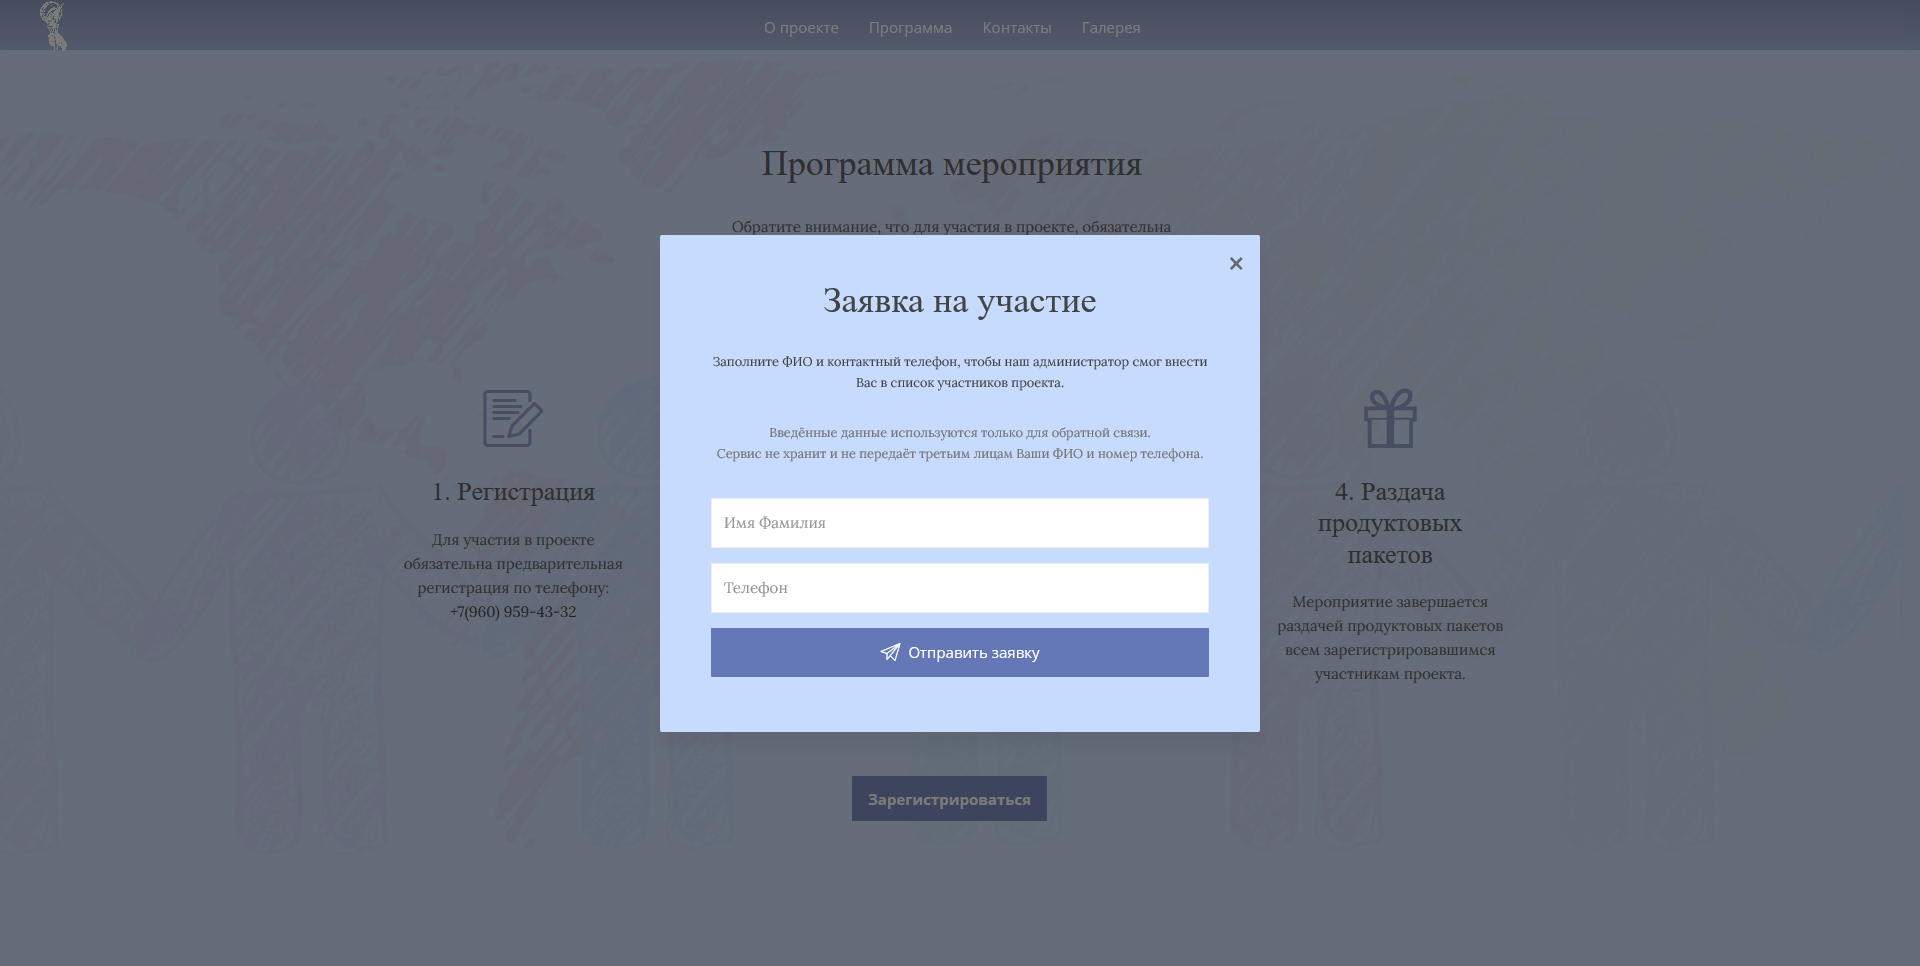 О проекте
Программа
Контакты
Галерея
Программа мероприятия
Обратите внимание, что для участия в проекте, обязательна
×
Заявка на участие
Заполните ФИО и контактный телефон, чтобы наш администратор смог внести
Вас в список участников проекта.
Введённые данные используются только для обратной связи.
Сервис не хранит и не передаёт третьим лицам Ваши ФИО и номер телефона.
Имя Фамилия
Телефон
Отправить заявку
1. Регистрация
Для участия в проекте
обязательна предварительная
регистрация по телефону:
+7(960) 959-43-32
4. Раздача
продуктовых
пакетов
Мероприятие завершается
раздачей продуктовых пакетов
всем зарегистрировавшимся
участникам проекта.
Зарегистрироваться